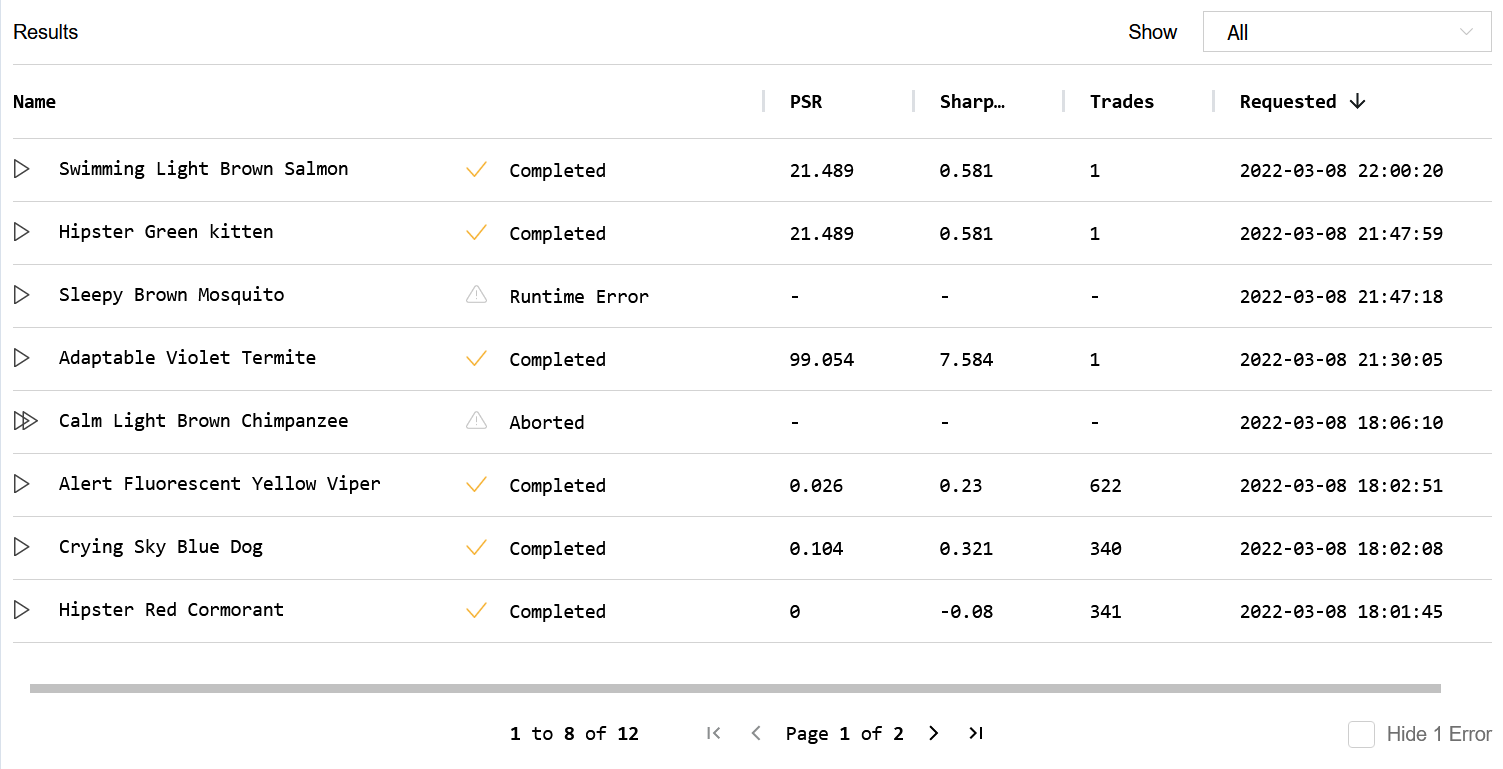 Results Show All
Name PSR Sharp… Trades Requested
Swimming Light Brown Salmon Completed 21.489 0.581 1 2022-03-08 22:00:20
Hipster Green kitten Completed 21.489 0.581 1 2022-03-08 21:47:59
Sleepy Brown Mosquito Runtime Error - - - 2022-03-08 21:47:18
Adaptable Violet Termite Completed 99.054 7.584 1 2022-03-08 21:30:05
Calm Light Brown Chimpanzee Aborted - - - 2022-03-08 18:06:10
Alert Fluorescent Yellow Viper Completed 0.026 0.23 622 2022-03-08 18:02:51
Crying Sky Blue Dog Completed 0.104 0.321 340 2022-03-08 18:02:08
Hipster Red Cormorant Completed 0 -0.08 341 2022-03-08 18:01:45
1 to 8 of 12 Page 1 of 2 Hide 1 Error